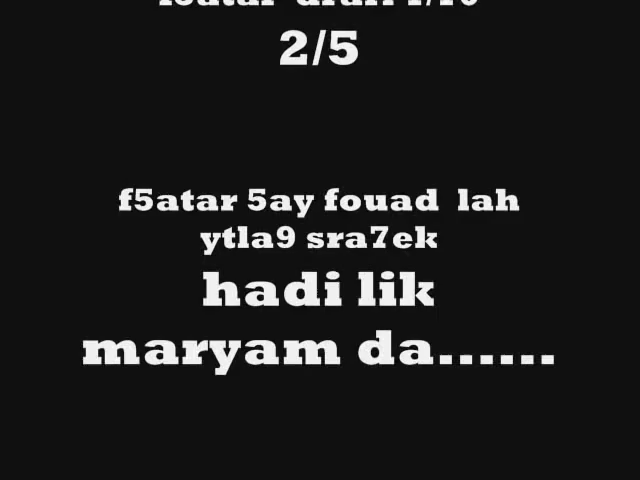 2/5
f5atar 5ay fouad lah
ytla9 sra7ek
hadi lik
maryam da......